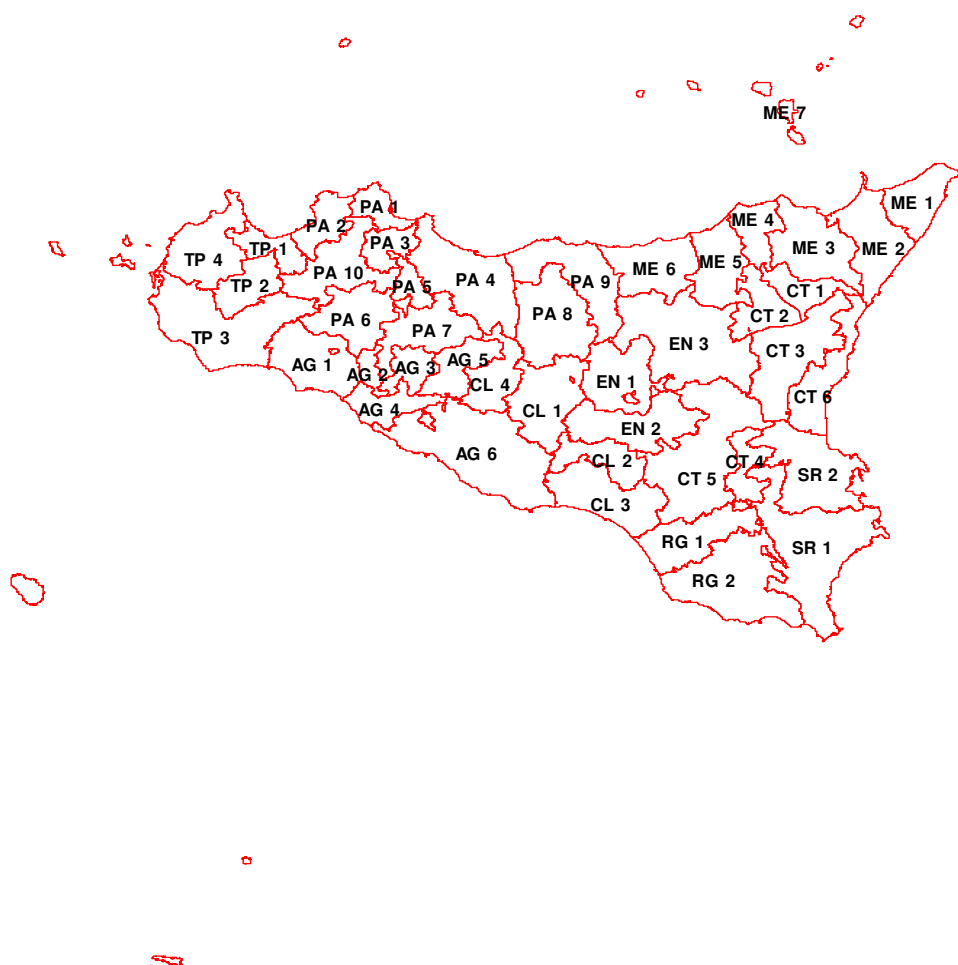 ME 7
ME 1
PA 1
ME 4
PA 2
PA 3
TP 1
ME 3
ME 2
TP 4
ME 5
ME 6
PA 10
PA 4
PA 9
TP 2
PA 5
CT 1
PA 8
CT 2
PA 6
PA 7
TP 3
EN 3
CT 3
AG 5
AG 1
AG 3
AG 2
CL 4
EN 1
CT 6
AG 4
CL 1
EN 2
AG 6
CL 2
CT 4
SR 2
CT 5
CL 3
RG 1
SR 1
RG 2